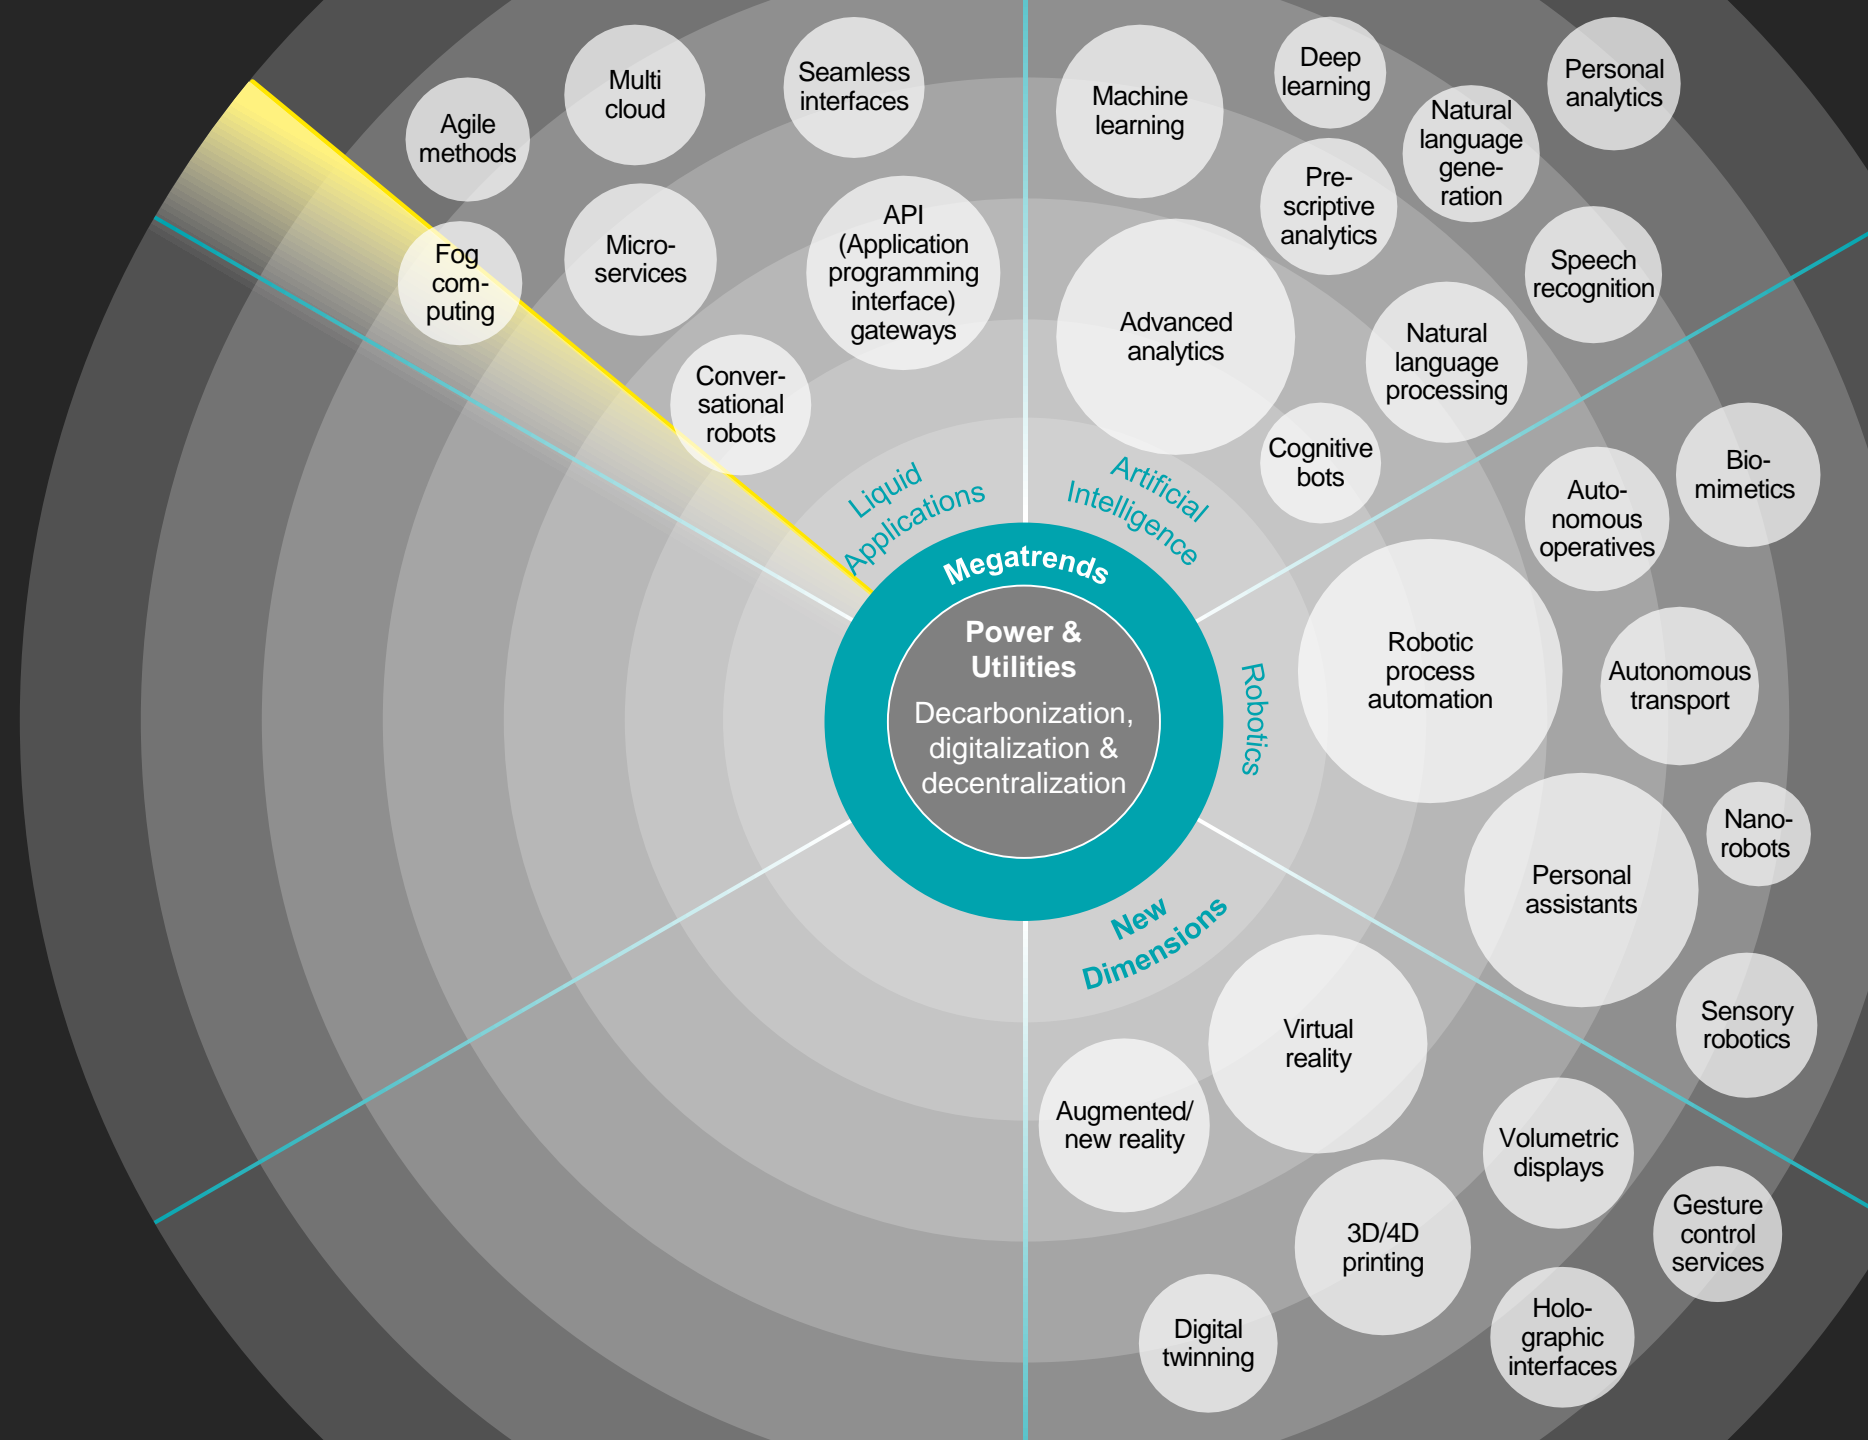 Agile
methods
Multi
cloud
Seamless
interfaces
Fog
com-
puting
Micro-
services
API
(Application
programming
interface)
gateways
Conver-
sational
robots
Liquid
Applications
Machine
learning
Deep
learning
Natural
language
gene-
ration
Personal
analytics
Pre-
scriptive
analytics
Speech
recognition
Advanced
analytics
Natural
language
processing
Cognitive
bots
Artificial
Intelligence
Auto-
nomous
operatives
Bio-
mimetics
Robotic
process
automation
Autonomous
transport
Nano-
robots
Personal
assistants
Sensory
robotics
Robotics
Megatrends
Power &
Utilities
Decarbonization,
digitalization &
decentralization
New
Dimensions
Virtual
reality
Augmented/
new reality
Volumetric
displays
Gesture
control
services
3D/4D
printing
Holo-
graphic
interfaces
Digital
twinning